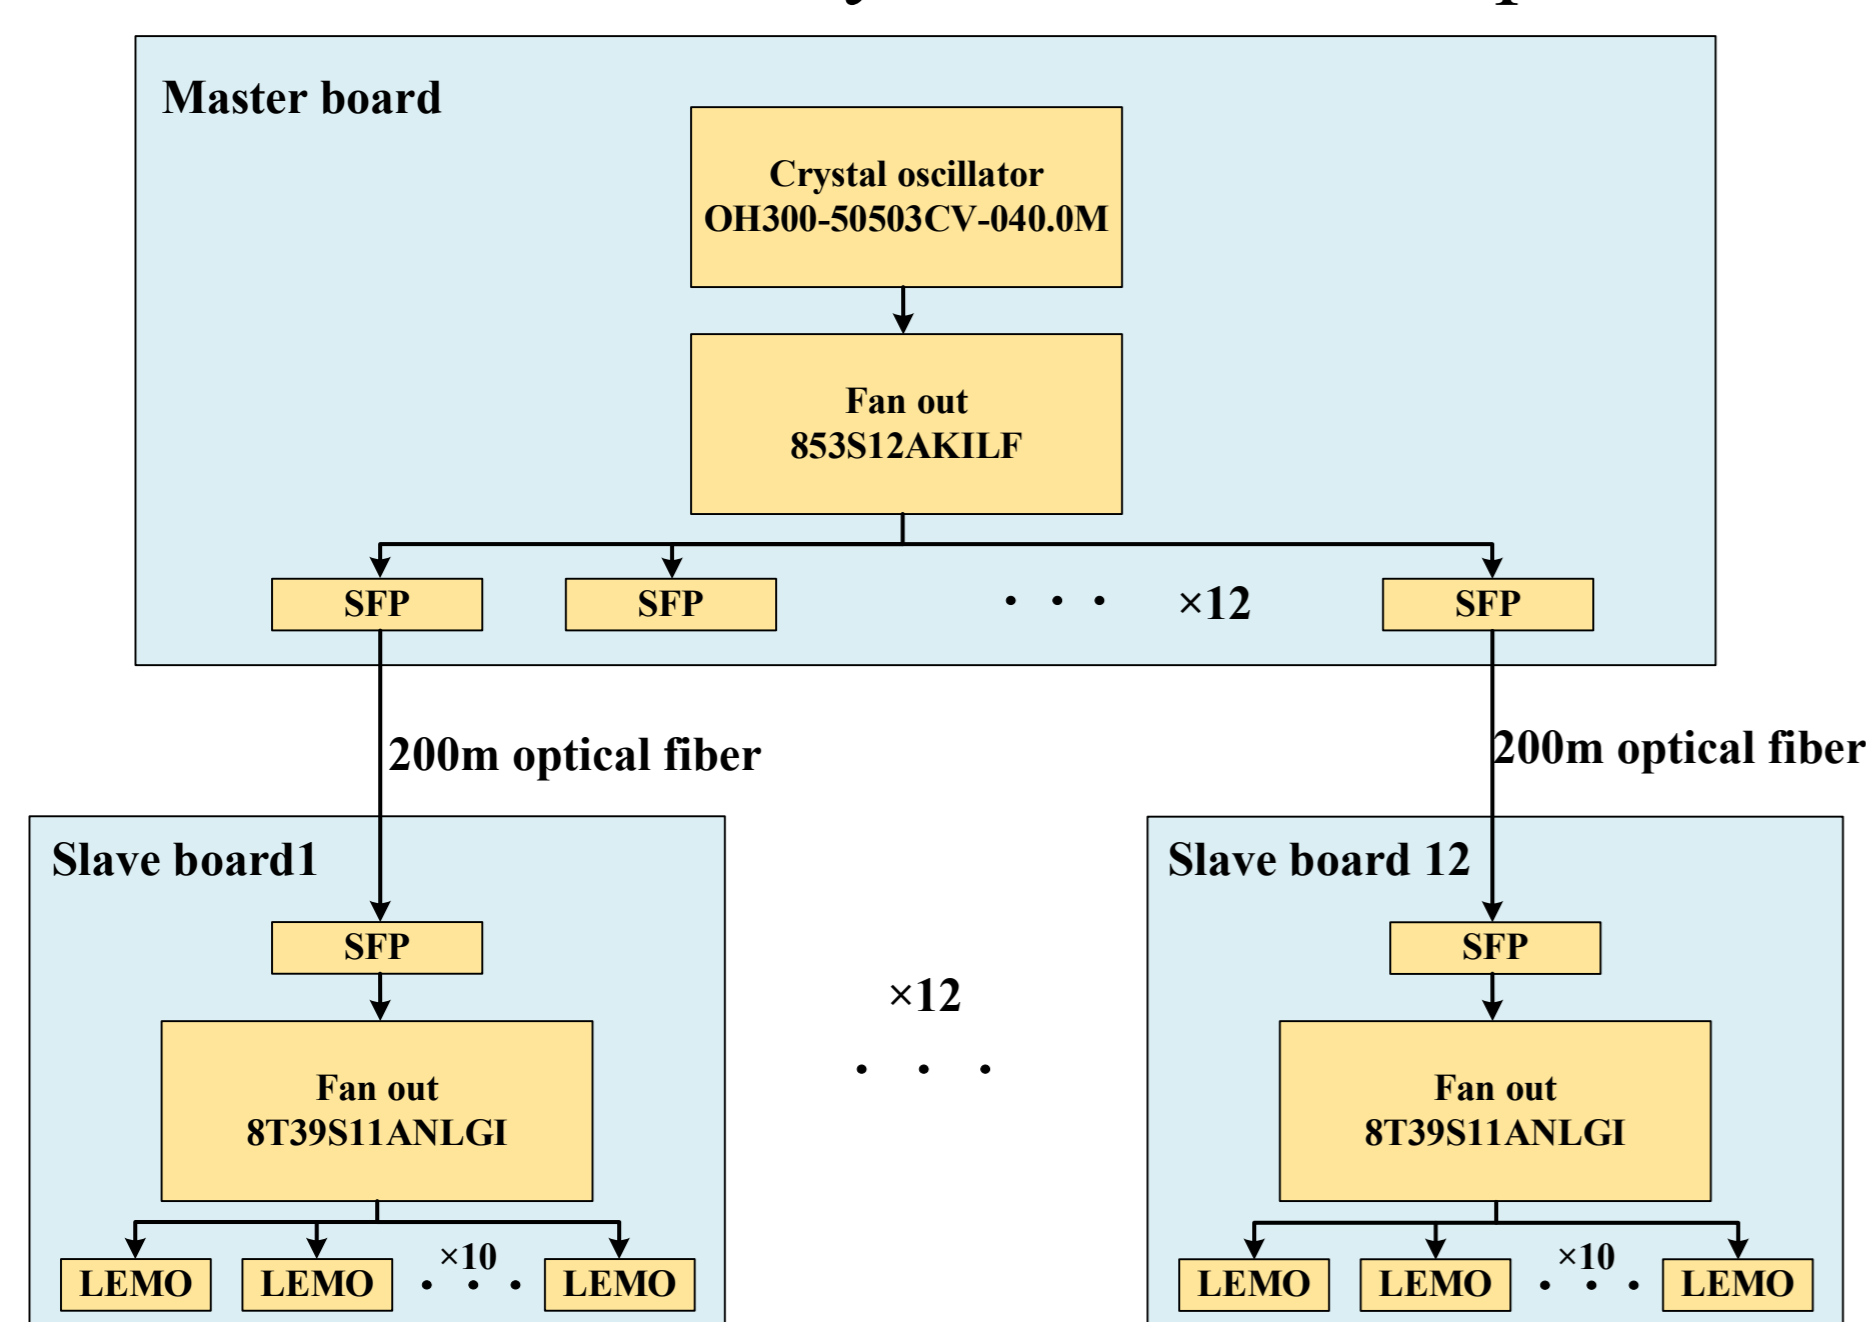 Master board
Crystal oscillator
OH300-50503CV-040.0M
Fan out
853S12AKILF
SFP
SFP
· · ·
×12
SFP
200m optical fiber
200m optical fiber
Slave board1
Slave board 12
SFP
SFP
×12
· · ·
Fan out
8T39S11ANLGI
Fan out
8T39S11ANLGI
LEMO
LEMO
×10
· · ·
LEMO
LEMO
LEMO
×10
· · ·
LEMO